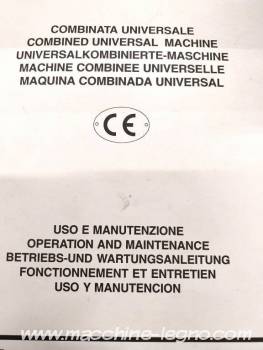 COMBINATA UNIVERSALE
COMBINED UNIVERSAL MACHINE
UNIVERSALKOMBINIERTE-MASCHINE
MACHINE COMBINEE UNIVERSELLE
MAQUINA COMBINADA UNIVERSAL
CE
USO E MANUTENZIONE
OPERATION AND MAINTENANCE
BETRIEBS-UND WARTUNGSANLEITUNG
FONCTIONNEMENT ET ENTRETIEN
USO Y MANUTENCION
www.macchine-legno.com